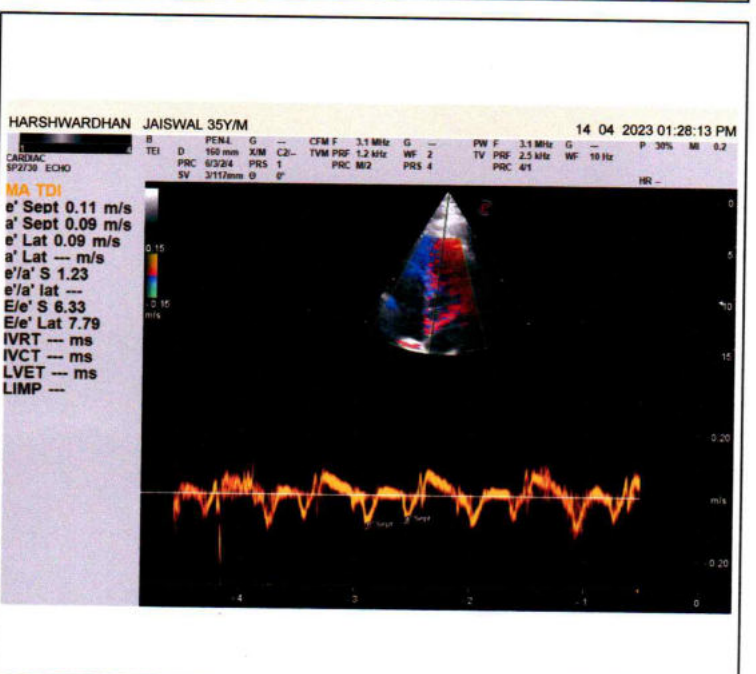 HARSHWARDHAN JAISWAL 35Y/M
14 04 2023 01:28:13 PM
B PEN-L G --- CFM F 3.1 MHz G --- PW F 3.1 MHz G --- P 30% MI 0.2
TEI D 160 mm X/M C2/-- TVM PRF 1.2 kHz WF 2 TV PRF 2.5 kHz WF 10 Hz
PRC 6/3/2/4 PRS 1 PRC M/2 PRS 4 PRC 4/1
SV 3/117mm Θ 0°
HR --
CARDIAC
SP2730 ECHO
MA TDI
e' Sept 0.11 m/s
a' Sept 0.09 m/s
e' Lat 0.09 m/s
a' Lat --- m/s
e'/a' S 1.23
e'/a' lat ---
E/e' S 6.33
E/e' Lat 7.79
IVRT --- ms
IVCT --- ms
LVET --- ms
LIMP ---
0.15
-0.15
m/s
0
5
10
15
0.20
m/s
-0.20
-4
-3
-2
-1
0